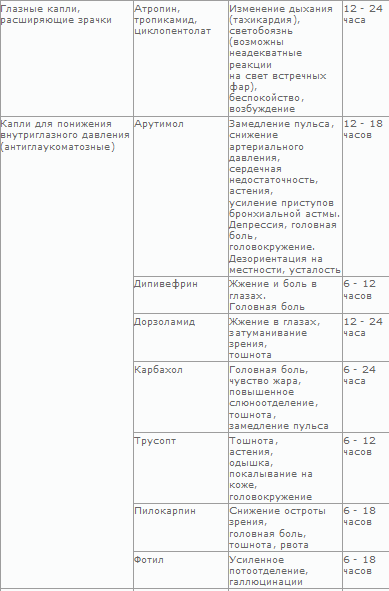 Глазные капли,
расширяющие зрачки
Атропин,
тропикамид,
циклопентолат
Изменение дыхания
(тахикардия),
светобоязнь
(возможны
неадекватные
реакции
на свет встречных
фар),
беспокойство,
возбуждение
12 - 24
часа
Капли для понижения
внутриглазного давления
(антиглаукоматозные)
Арутимол
Замедление пульса,
снижение
артериального
давления,
сердечная
недостаточность,
астения,
усиление приступов
бронхиальной астмы.
Депрессия, головная
боль,
головокружение.
Дезориентация на
местности, усталость
12 - 18
часов
Дипивефрин
Жжение и боль в
глазах.
Головная боль
6 - 12
часов
Дорзоламид
Жжение в глазах,
затуманивание
зрения,
тошнота
12 - 24
часа
Карбахол
Головная боль,
чувство жара,
повышенное
слюноотделение,
тошнота,
замедление пульса
6 - 24
часа
Трусопт
Тошнота,
астения,
одышка,
покалывание на
коже,
головокружение
6 - 12
часов
Пилокарпин
Снижение остроты
зрения,
головная боль,
тошнота, рвота
6 - 18
часов
Фотил
Усиленное
потоотделение,
галлюцинации
6 - 18
часов